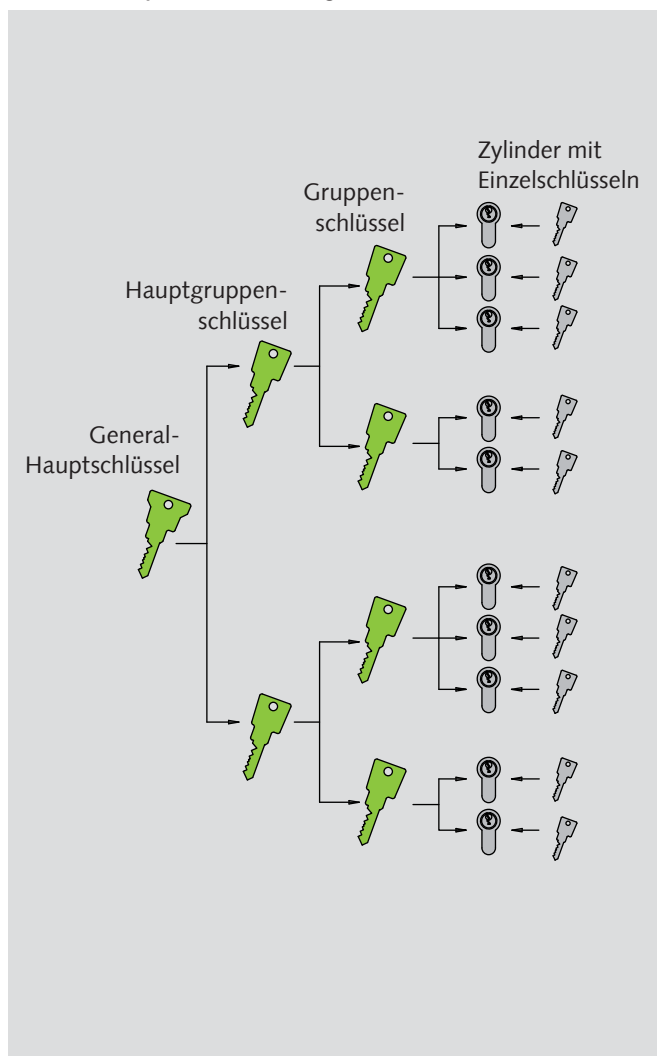 Zylinder mit
Einzelschlüsseln
Gruppen-
schlüssel
Hauptgruppen-
schlüssel
General-
Hauptschlüssel